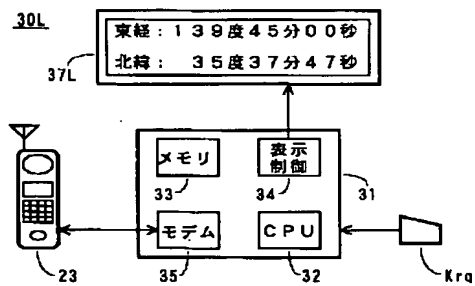 30L
東経:139度45分00秒
北緯: 35度37分47秒
37L
メモリ
表示
制御
33
34
31
モデム
CPU
23
35
32
Krq